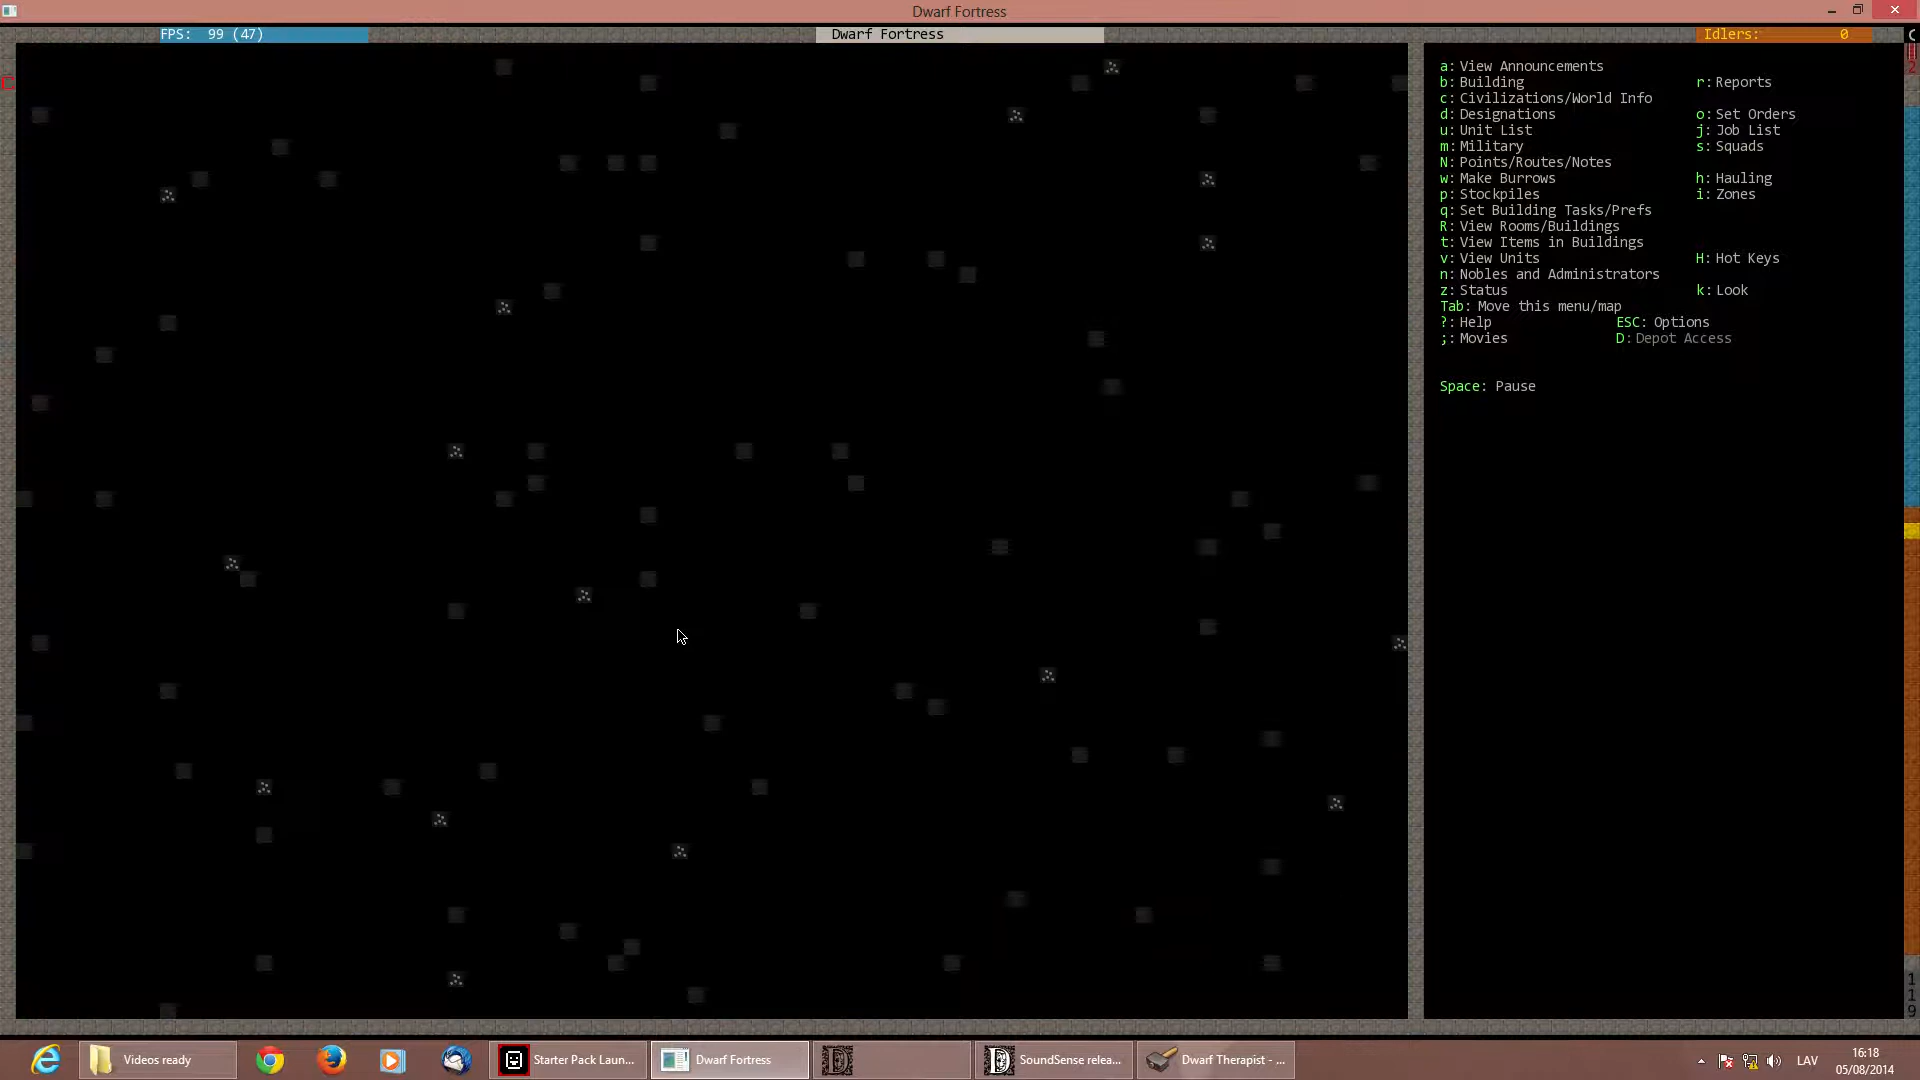 Dwarf Fortress
FPS: 99 (47)
Dwarf Fortress
Idlers: 0
a: View Announcements
b: Building
r: Reports
c: Civilizations/World Info
d: Designations
o: Set Orders
u: Unit List
j: Job List
m: Military
s: Squads
N: Points/Routes/Notes
w: Make Burrows
h: Hauling
p: Stockpiles
i: Zones
q: Set Building Tasks/Prefs
R: View Rooms/Buildings
t: View Items in Buildings
v: View Units
H: Hot Keys
n: Nobles and Administrators
z: Status
k: Look
Tab: Move this menu/map
?: Help
ESC: Options
;: Movies
D: Depot Access
Space: Pause
119
Videos ready
Starter Pack Laun...
Dwarf Fortress
SoundSense relea...
Dwarf Therapist - ...
LAV
16:18
05/08/2014